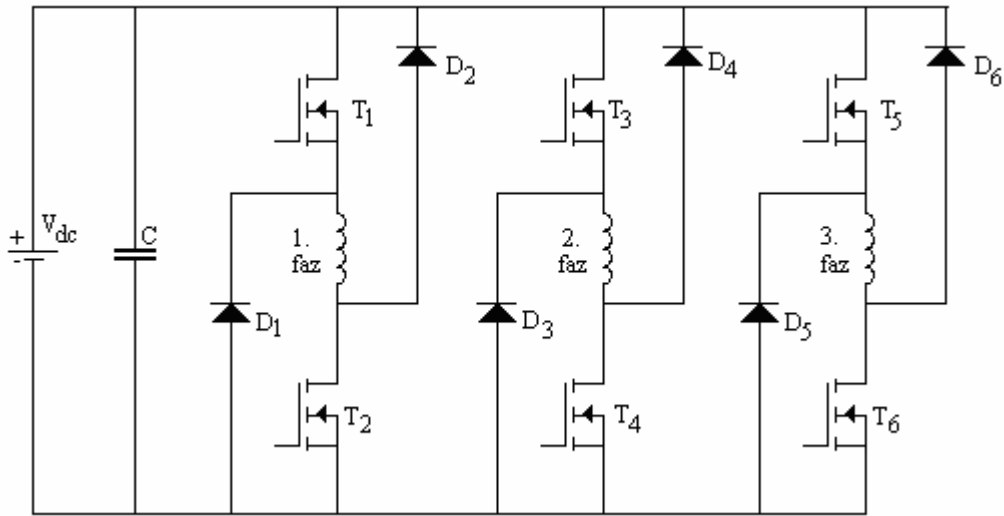 D2
D4
D6
T1
T3
T5
+
Vdc
-
C
1.
faz
2.
faz
3.
faz
D1
D3
D5
T2
T4
T6